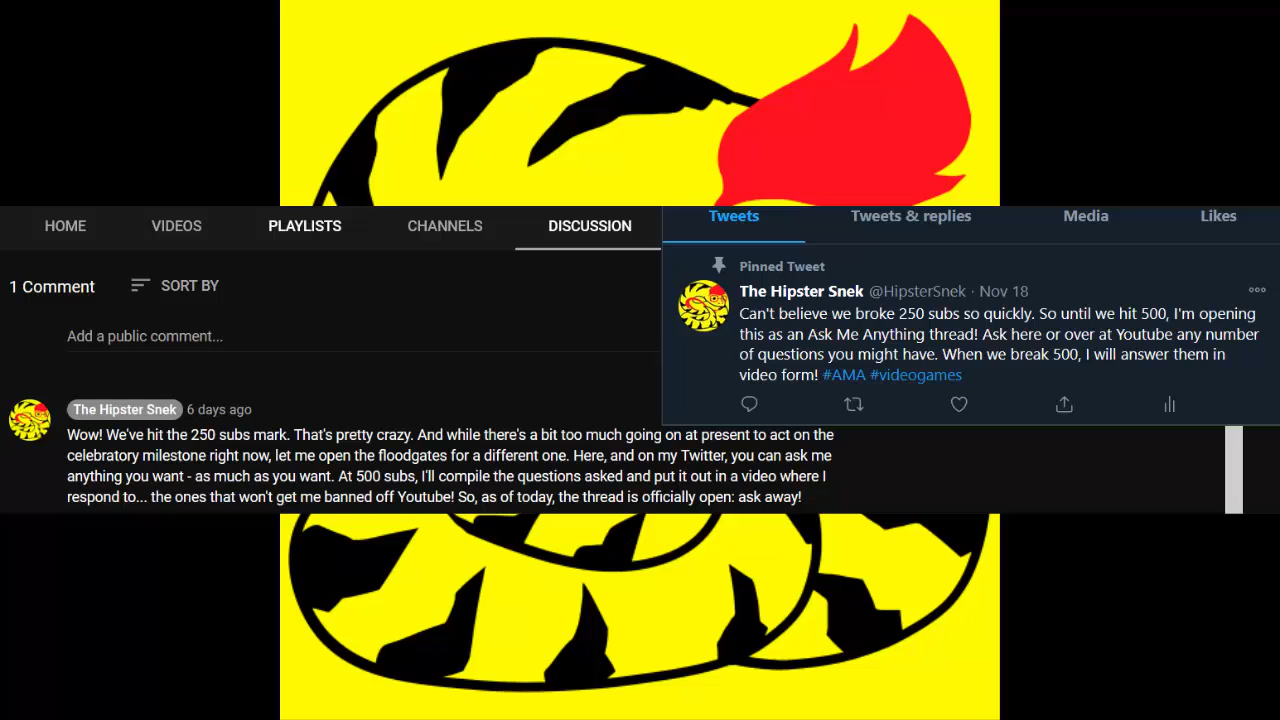 HOME VIDEOS PLAYLISTS CHANNELS DISCUSSION
1 Comment SORT BY
Add a public comment...
The Hipster Snek 6 days ago
Wow! We've hit the 250 subs mark. That's pretty crazy. And while there's a bit too much going on at present to act on the
celebratory milestone right now, let me open the floodgates for a different one. Here, and on my Twitter, you can ask me
anything you want - as much as you want. At 500 subs, I'll compile the questions asked and put it out in a video where I
respond to... the ones that won't get me banned off Youtube! So, as of today, the thread is officially open: ask away!
Tweets Tweets & replies Media Likes
Pinned Tweet
The Hipster Snek @HipsterSnek · Nov 18
Can't believe we broke 250 subs so quickly. So until we hit 500, I'm opening
this as an Ask Me Anything thread! Ask here or over at Youtube any number
of questions you might have. When we break 500, I will answer them in
video form! #AMA #videogames